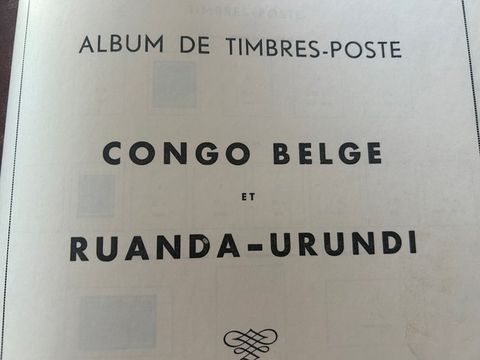 ALBUM DE TIMBRES-POSTE
CONGO BELGE
ET
RUANDA-URUNDI